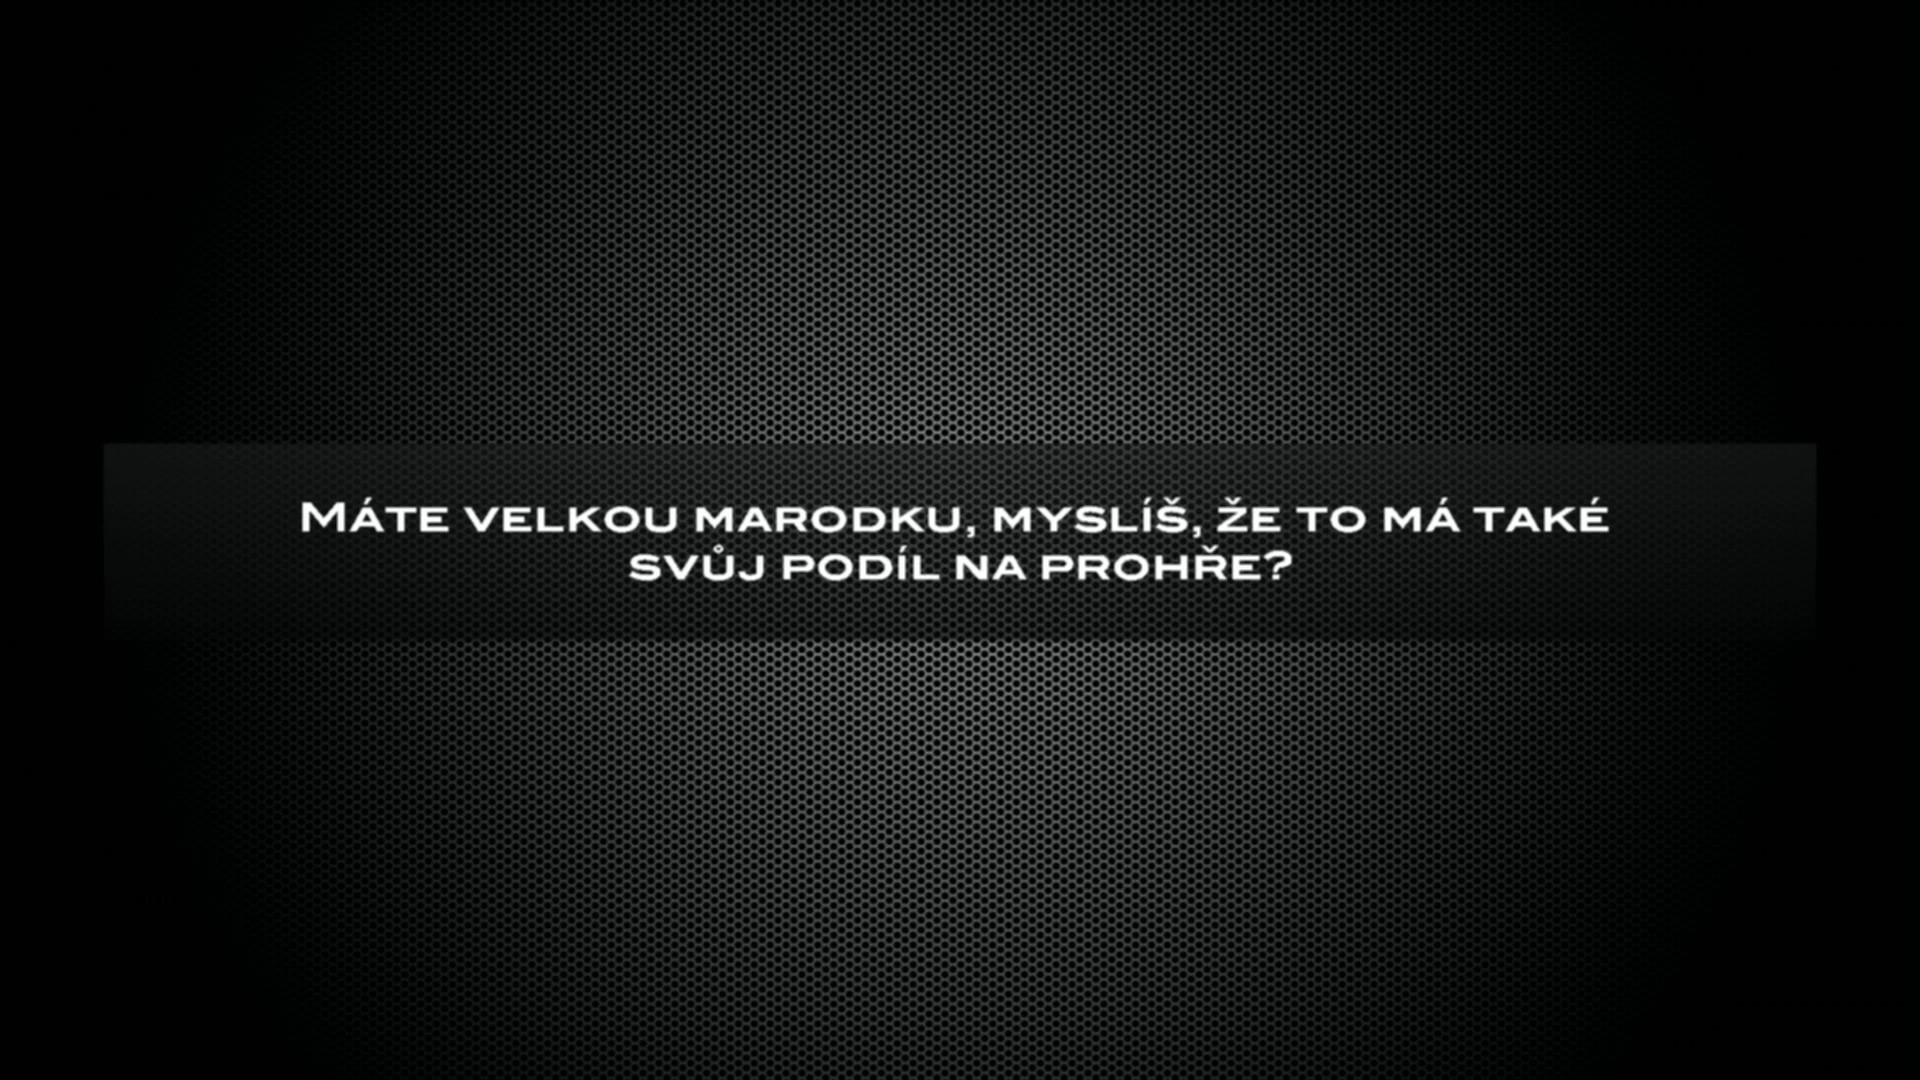 Máte velkou marodku, myslíš, že to má také
svůj podíl na prohře?